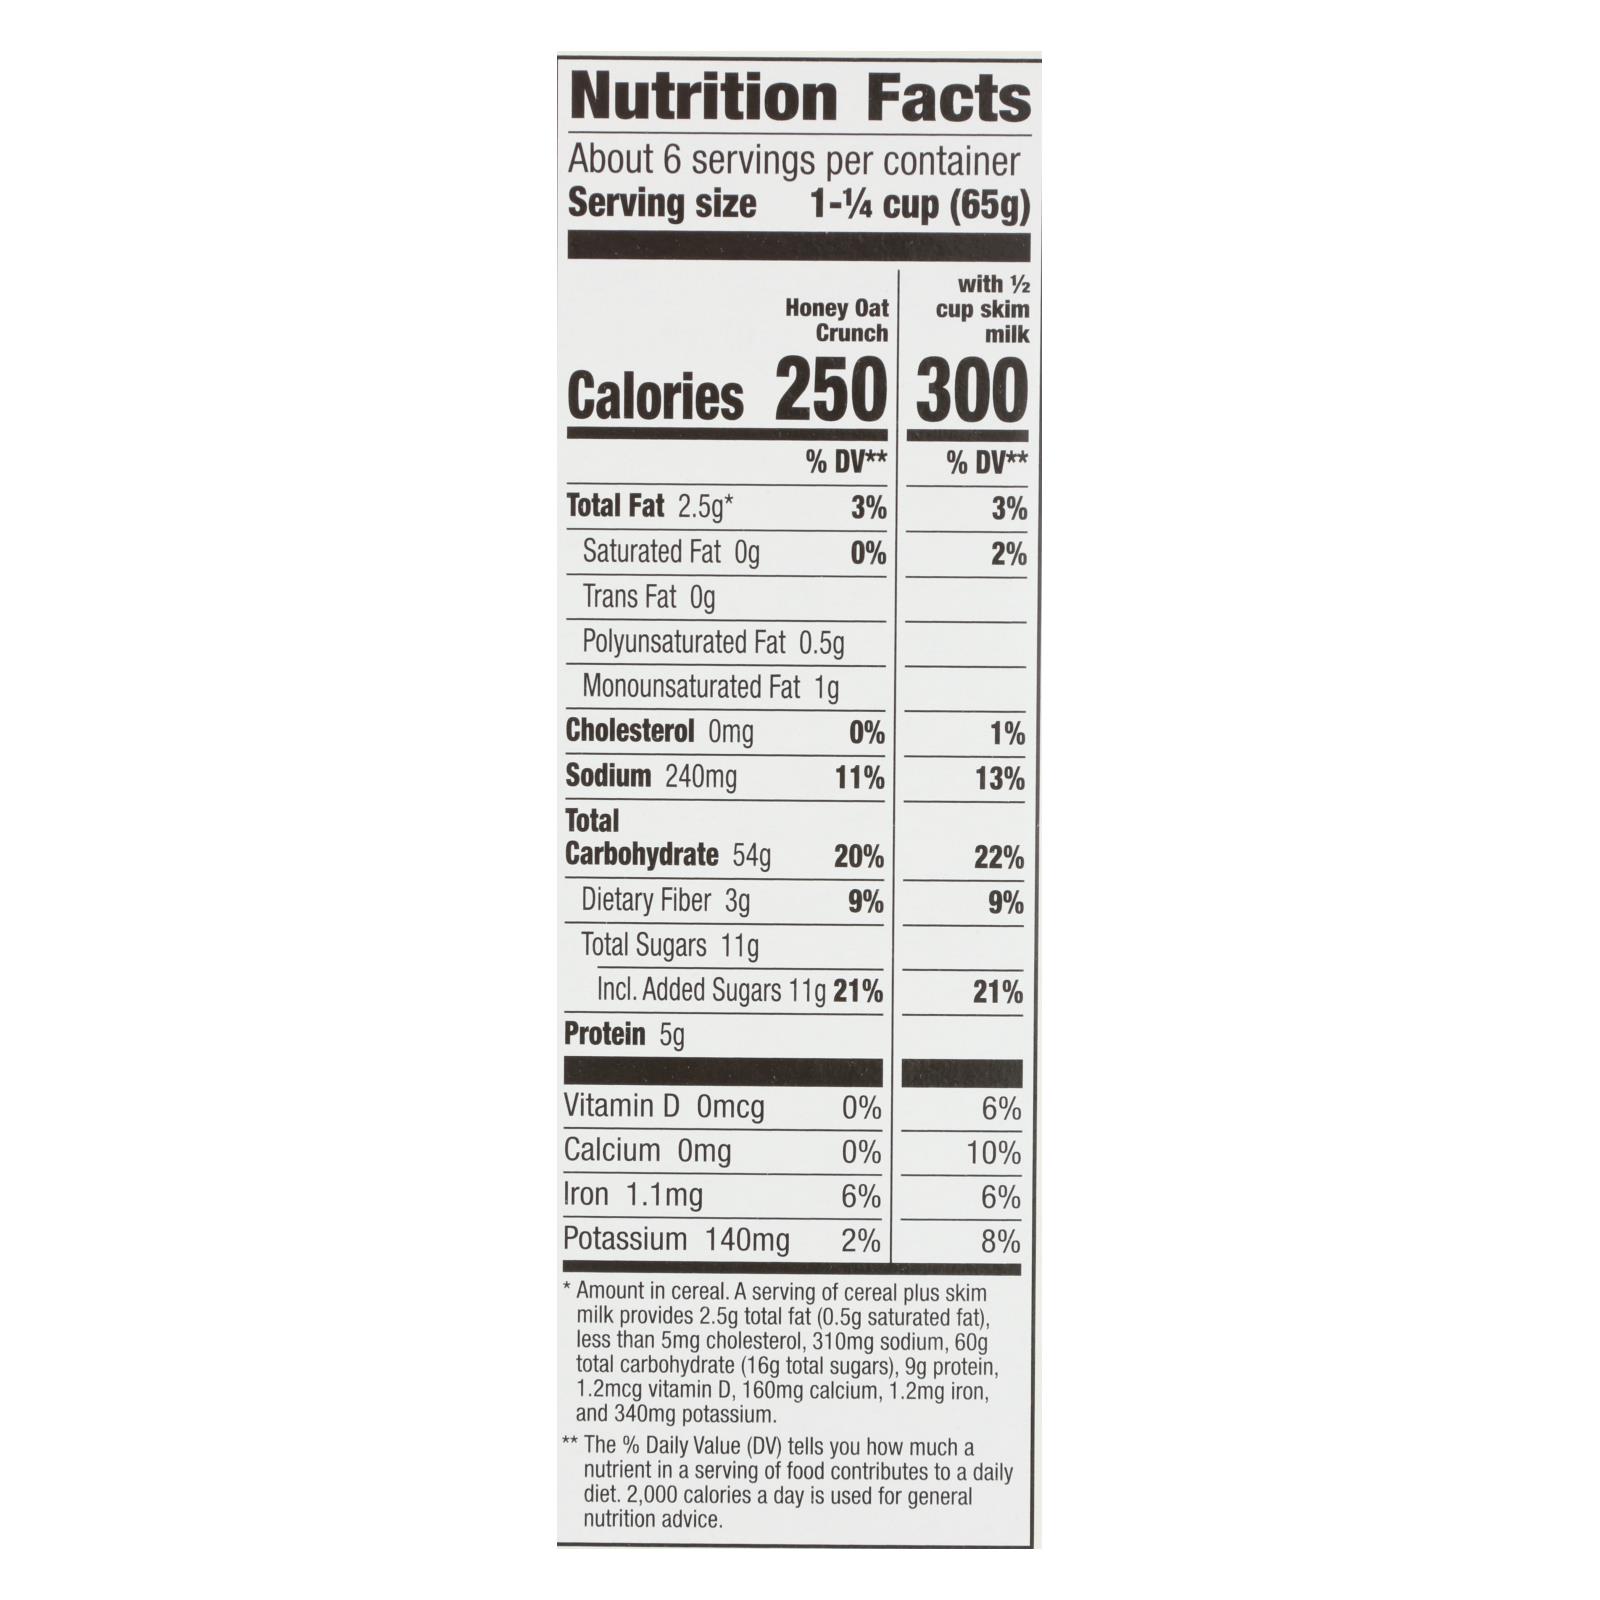 Nutrition Facts
About 6 servings per container
Serving size 1-¼ cup (65g)
with ½
Honey Oat cup skim
Crunch milk
Calories 250 300
% DV** % DV**
Total Fat 2.5g* 3% 3%
Saturated Fat 0g 0% 2%
Trans Fat 0g
Polyunsaturated Fat 0.5g
Monounsaturated Fat 1g
Cholesterol 0mg 0% 1%
Sodium 240mg 11% 13%
Total
Carbohydrate 54g 20% 22%
Dietary Fiber 3g 9% 9%
Total Sugars 11g
Incl. Added Sugars 11g 21% 21%
Protein 5g
Vitamin D 0mcg 0% 6%
Calcium 0mg 0% 10%
Iron 1.1mg 6% 6%
Potassium 140mg 2% 8%
* Amount in cereal. A serving of cereal plus skim
milk provides 2.5g total fat (0.5g saturated fat),
less than 5mg cholesterol, 310mg sodium, 60g
total carbohydrate (16g total sugars), 9g protein,
1.2mcg vitamin D, 160mg calcium, 1.2mg iron,
and 340mg potassium.
** The % Daily Value (DV) tells you how much a
nutrient in a serving of food contributes to a daily
diet. 2,000 calories a day is used for general
nutrition advice.